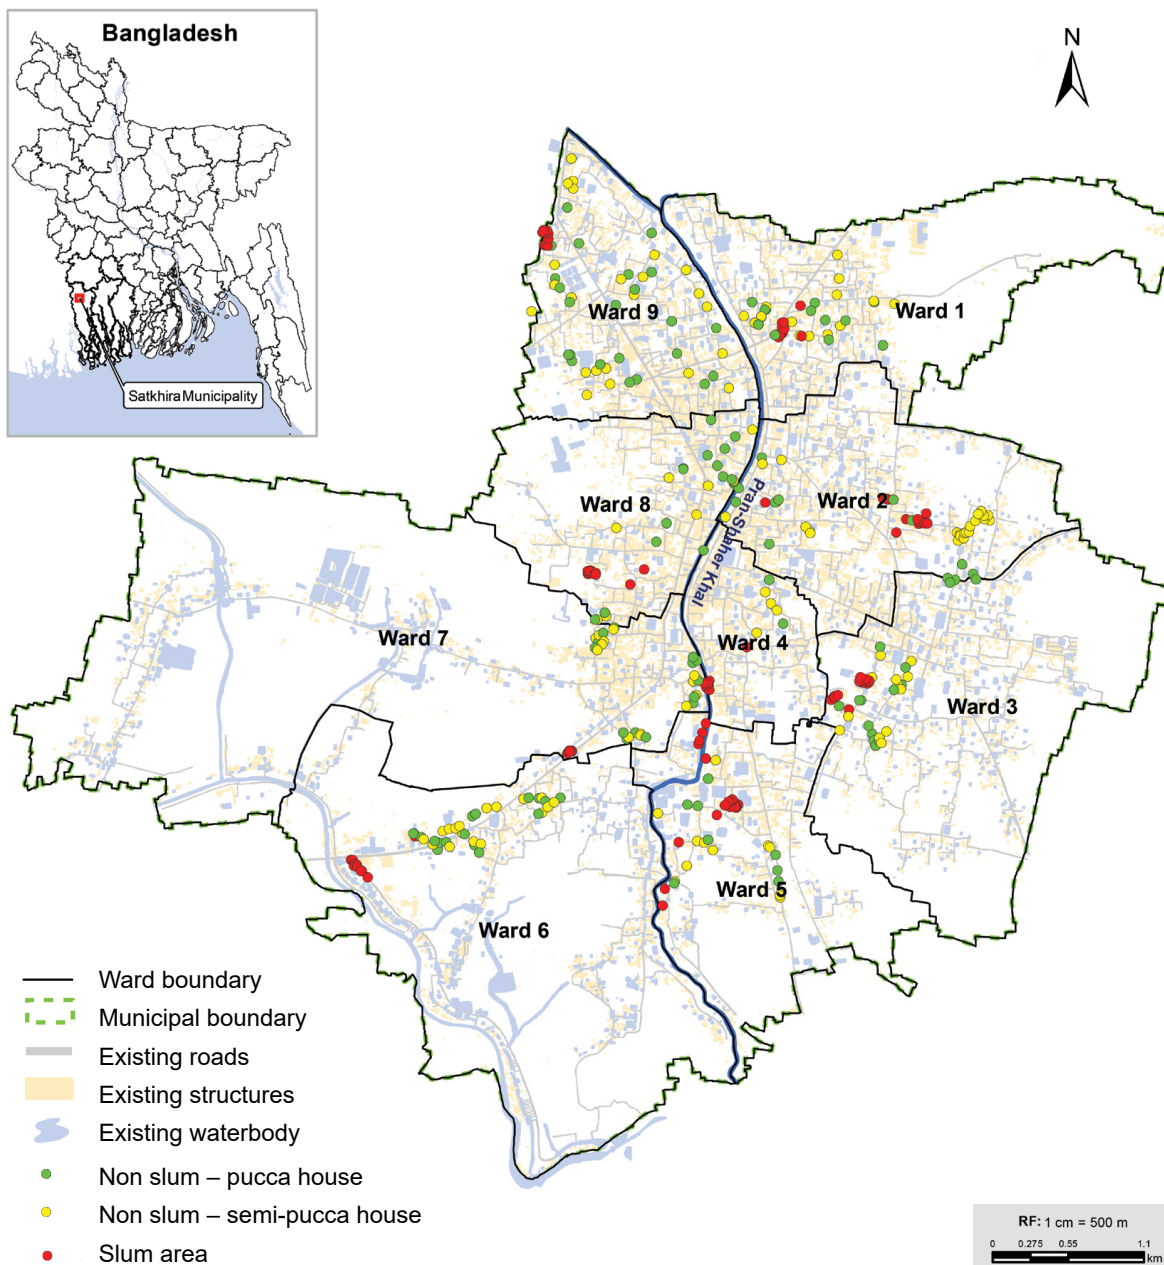 Bangladesh
Satkhira Municipality
N
Ward 9
Ward 1
Ward 8
Ward 2
Pran-Shaher Khal
Ward 7
Ward 4
Ward 3
Ward 5
Ward 6
Ward boundary
Municipal boundary
Existing roads
Existing structures
Existing waterbody
Non slum – pucca house
Non slum – semi-pucca house
Slum area
RF: 1 cm = 500 m
0 0.275 0.55 1.1
km